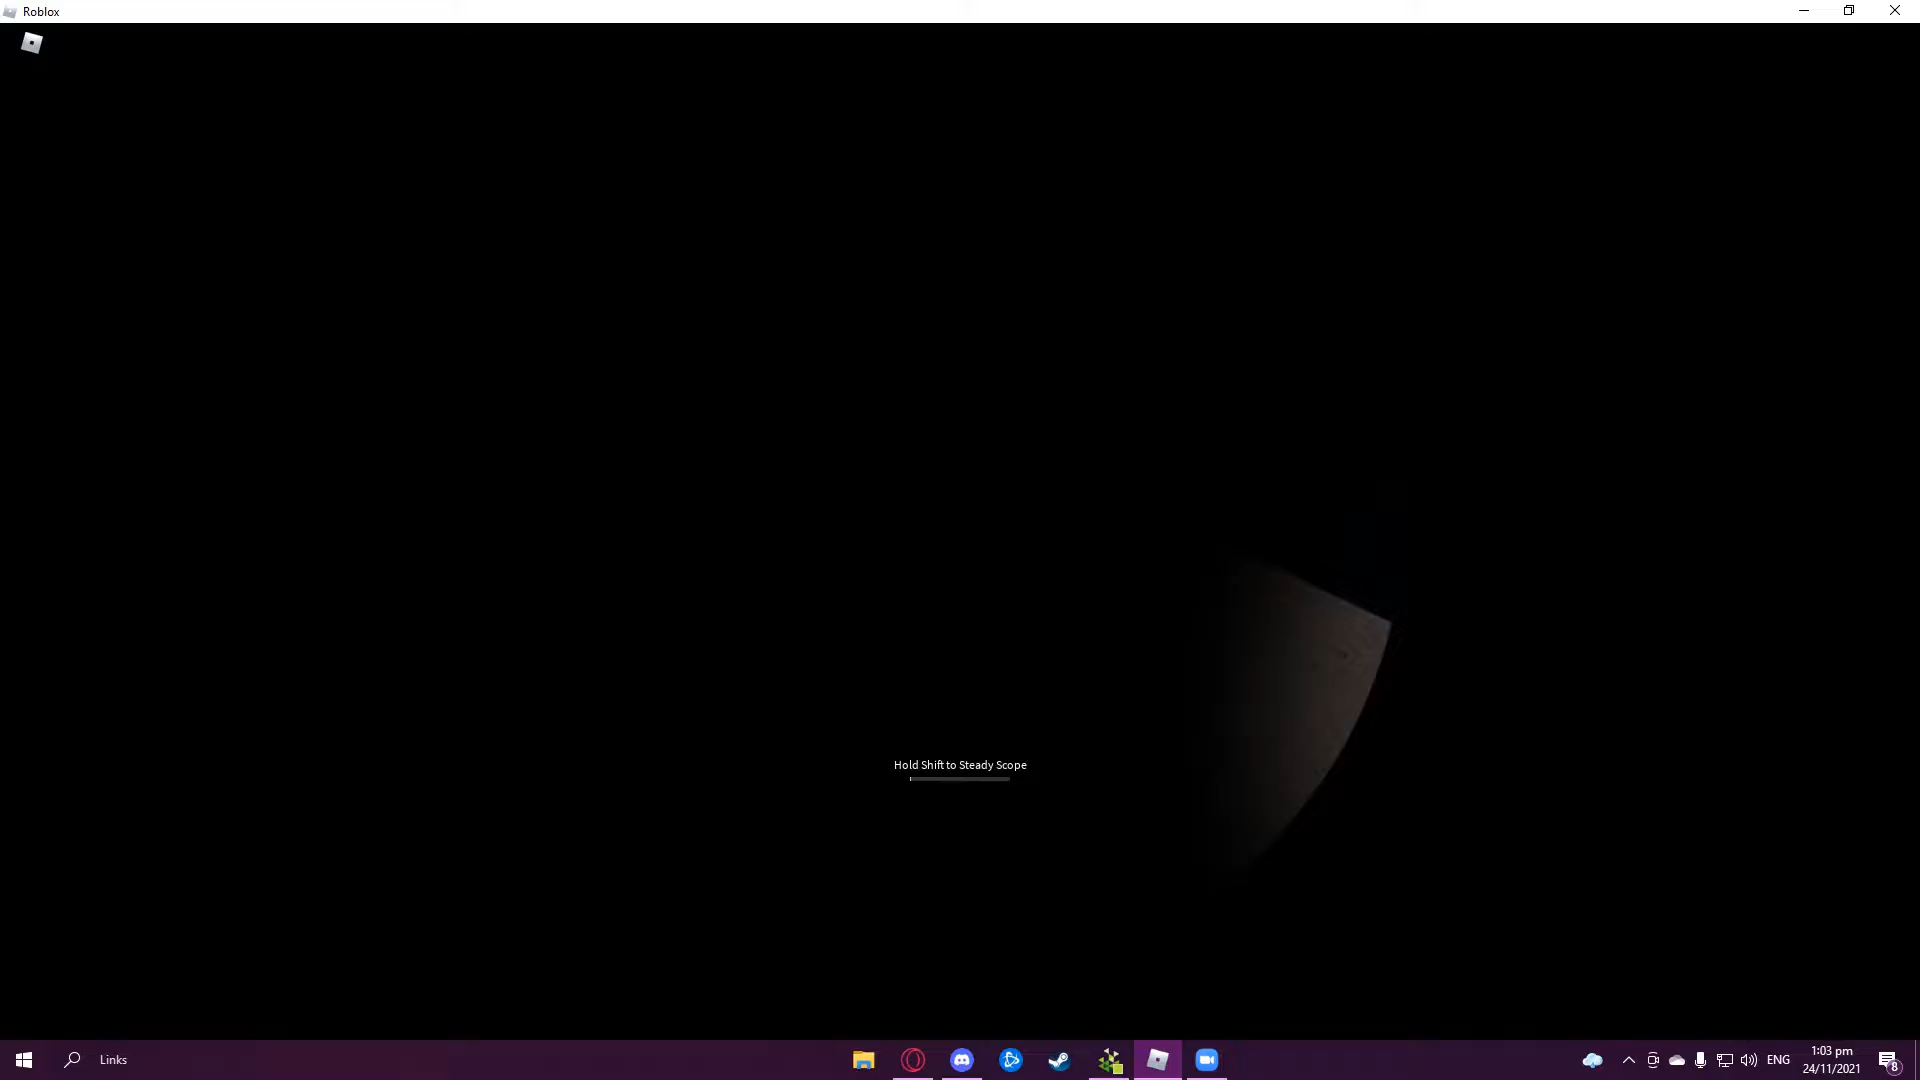 Roblox
Hold Shift to Steady Scope
Links
ENG
1:03 pm
24/11/2021
8